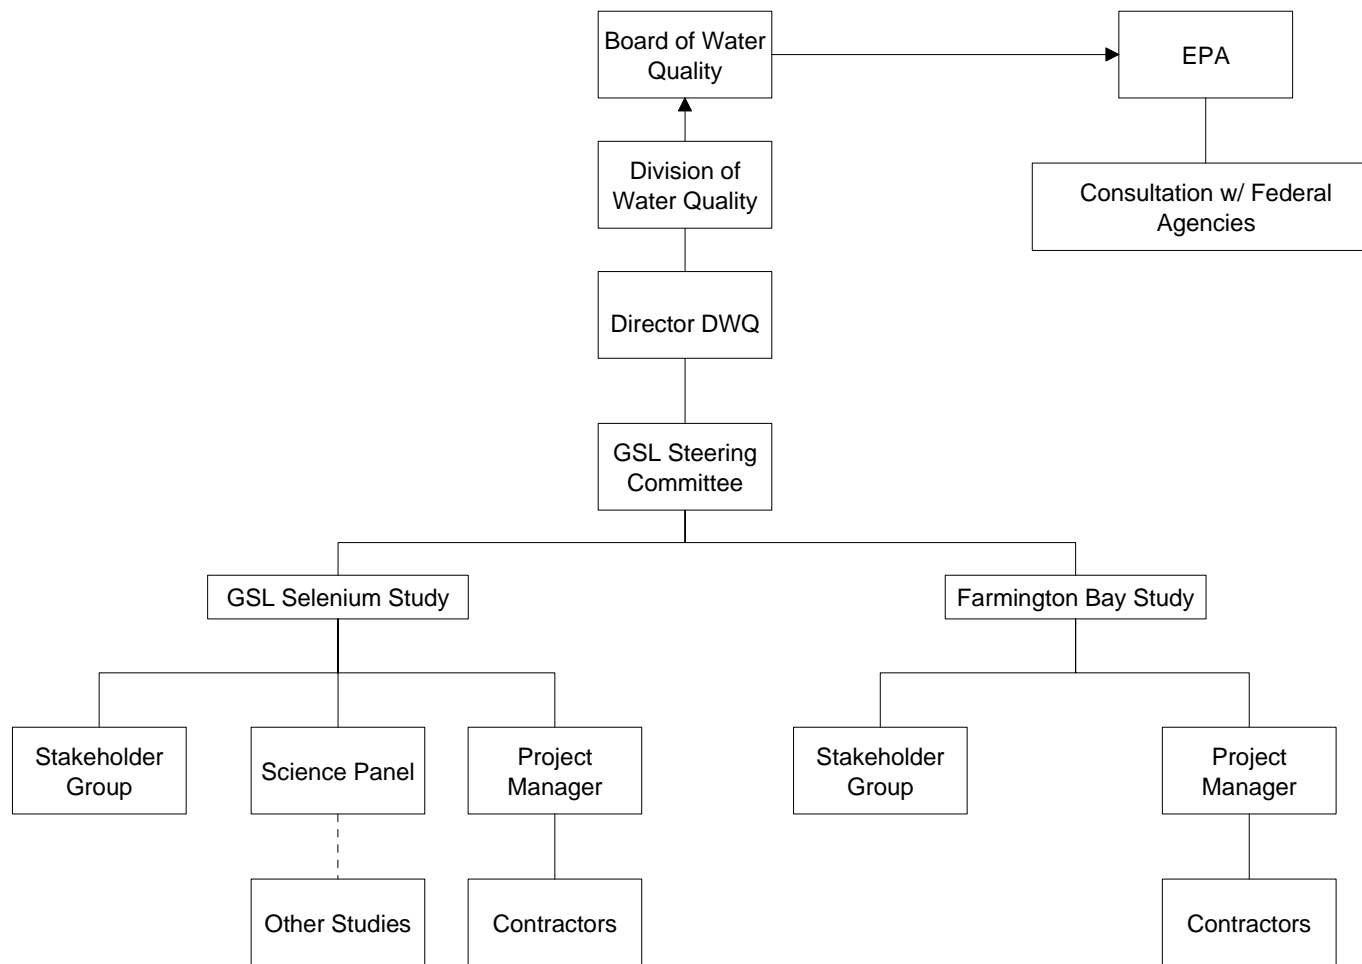 Board of Water
Quality
EPA
Division of
Water Quality
Consultation w/ Federal
Agencies
Director DWQ
GSL Steering
Committee
GSL Selenium Study
Farmington Bay Study
Stakeholder
Group
Science Panel
Project
Manager
Stakeholder
Group
Project
Manager
Other Studies
Contractors
Contractors